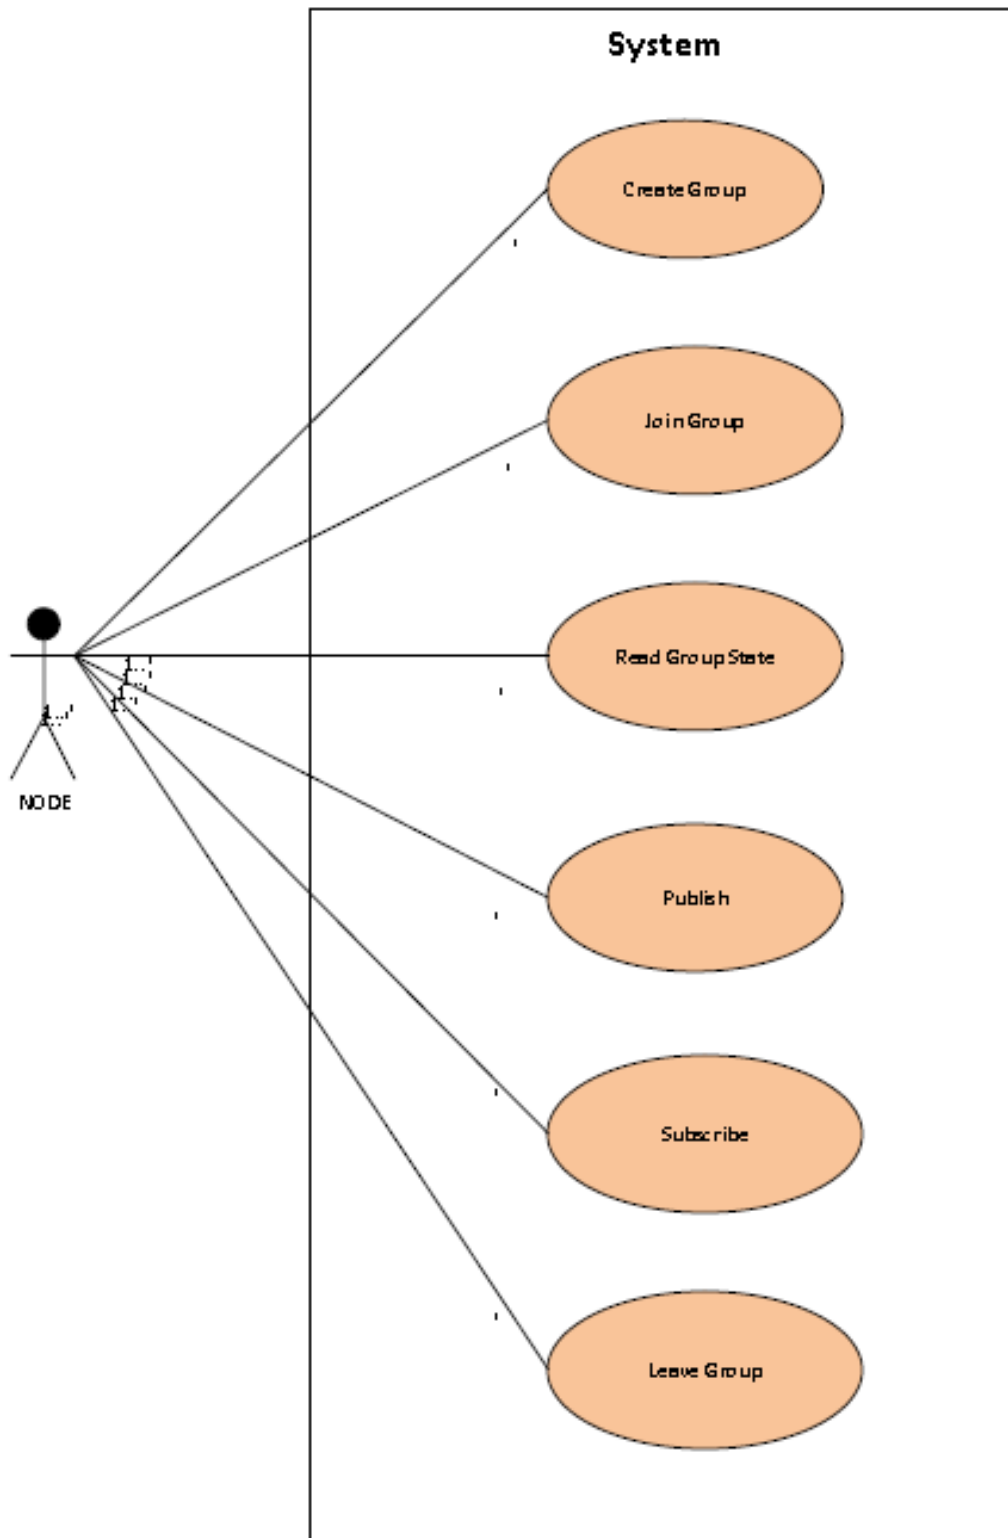 System
Create Group
Join Group
Read Group State
NODE
Publish
Subscribe
Leave Group